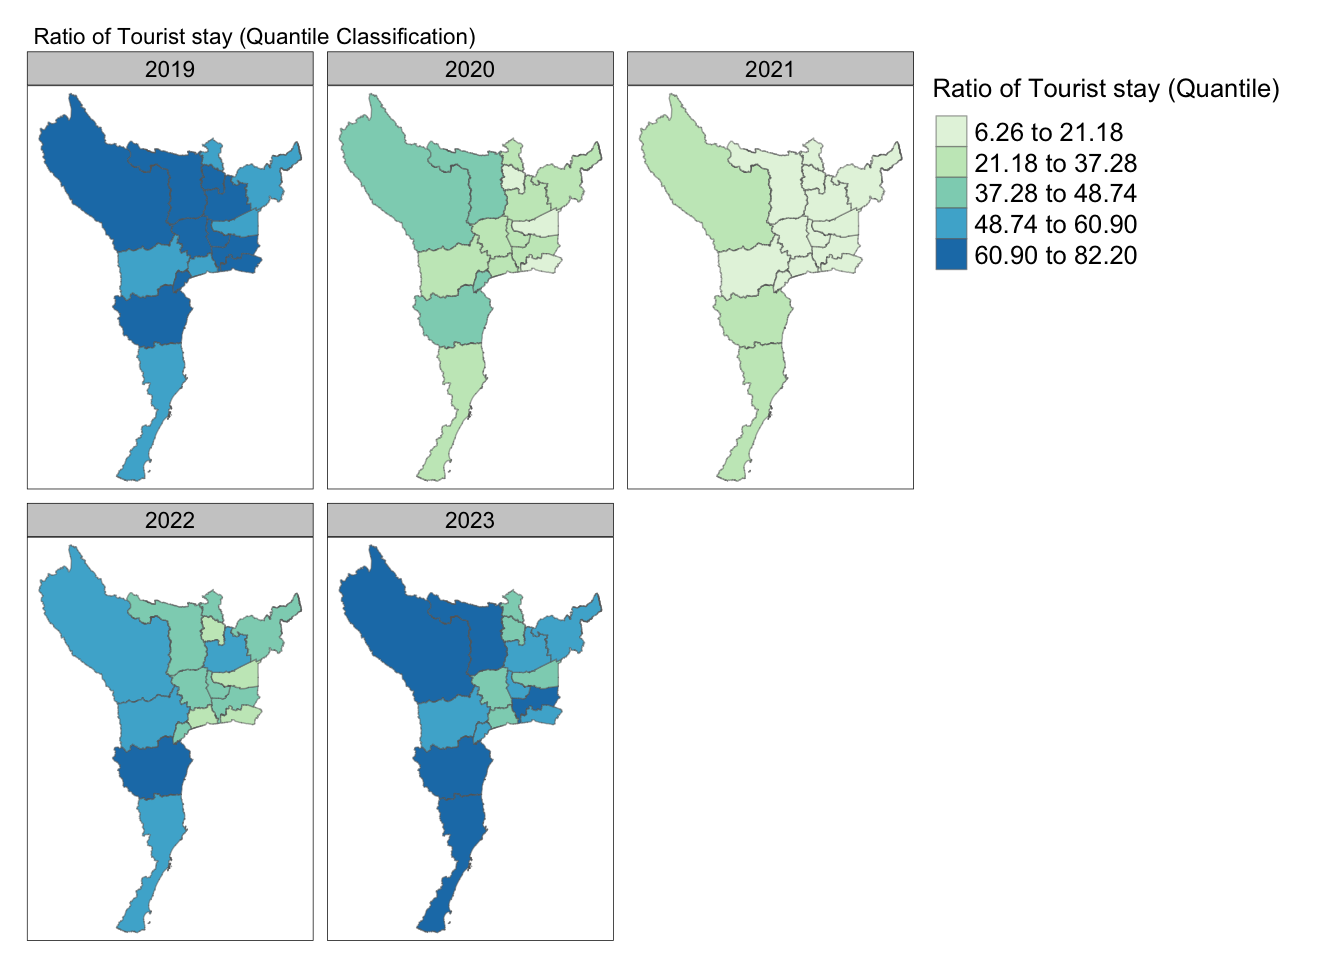 Ratio of Tourist stay (Quantile Classification)
2019
2020
2021
Ratio of Tourist stay (Quantile)
6.26 to 21.18
21.18 to 37.28
37.28 to 48.74
48.74 to 60.90
60.90 to 82.20
2022
2023